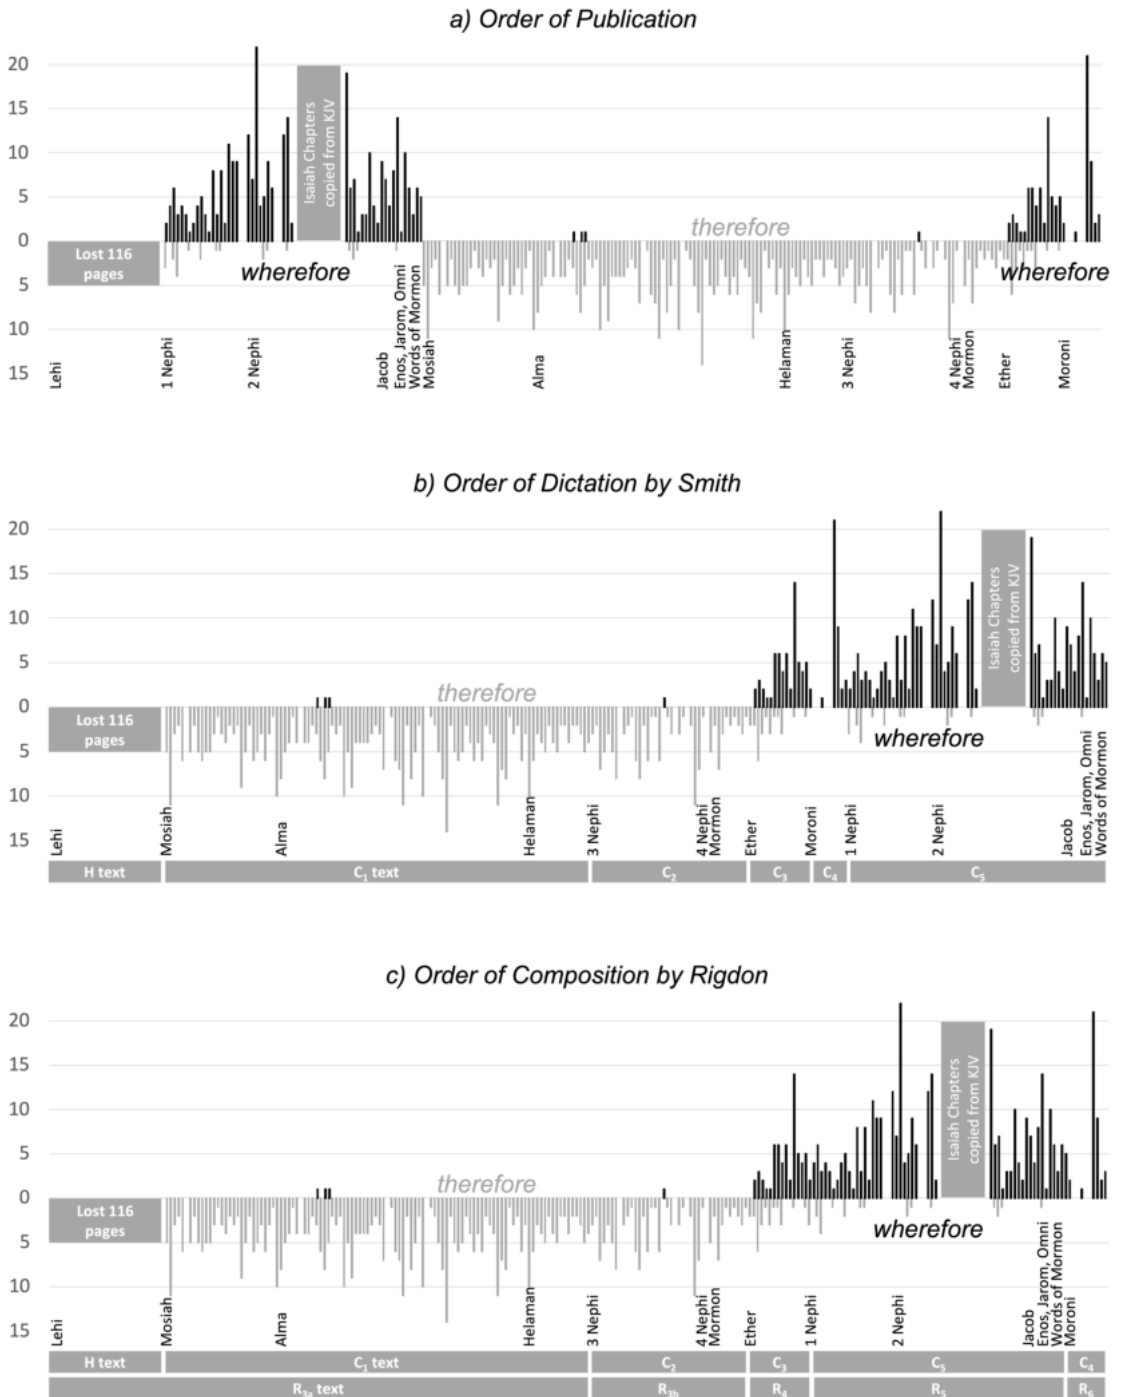 a) Order of Publication
20
15
10
5
0
5
10
15
Isaiah Chapters
copied from KJV
Lost 116
pages
wherefore
therefore
wherefore
Lehi
1 Nephi
2 Nephi
Jacob
Enos, Jarom, Omni
Words of Mormon
Mosiah
Alma
Helaman
3 Nephi
4 Nephi
Mormon
Ether
Moroni
b) Order of Dictation by Smith
20
15
10
5
0
5
10
15
Isaiah Chapters
copied from KJV
therefore
Lost 116
pages
wherefore
Lehi
Mosiah
Alma
Helaman
3 Nephi
4 Nephi
Mormon
Ether
Moroni
1 Nephi
2 Nephi
Jacob
Enos, Jarom, Omni
Words of Mormon
H text
C1 text
C2
C3
C4
C5
c) Order of Composition by Rigdon
20
15
10
5
0
5
10
15
Isaiah Chapters
copied from KJV
therefore
Lost 116
pages
wherefore
Lehi
Mosiah
Alma
Helaman
3 Nephi
4 Nephi
Mormon
Ether
1 Nephi
2 Nephi
Jacob
Enos, Jarom, Omni
Words of Mormon
Moroni
H text
C1 text
C2
C3
C5
C4
R3a text
R3b
R4
R5
R6